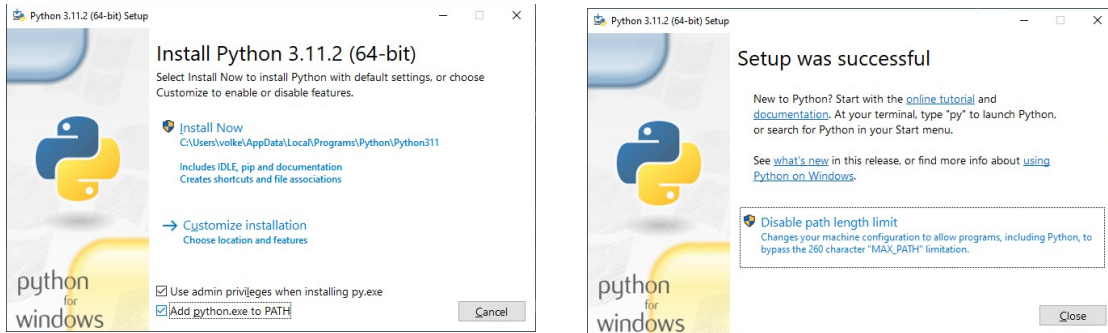 Python 3.11.2 (64-bit) Setup
Install Python 3.11.2 (64-bit)
Select Install Now to install Python with default settings, or choose
Customize to enable or disable features.
Install Now
C:\Users\volke\AppData\Local\Programs\Python\Python311
Includes IDLE, pip and documentation
Creates shortcuts and file associations
Customize installation
Choose location and features
Use admin privileges when installing py.exe
Add python.exe to PATH
Cancel
python
for
windows
Python 3.11.2 (64-bit) Setup
Setup was successful
New to Python? Start with the online tutorial and
documentation. At your terminal, type "py" to launch Python,
or search for Python in your Start menu.
See what's new in this release, or find more info about using
Python on Windows.
Disable path length limit
Changes your machine configuration to allow programs, including Python, to
bypass the 260 character "MAX_PATH" limitation.
python
for
windows
Close